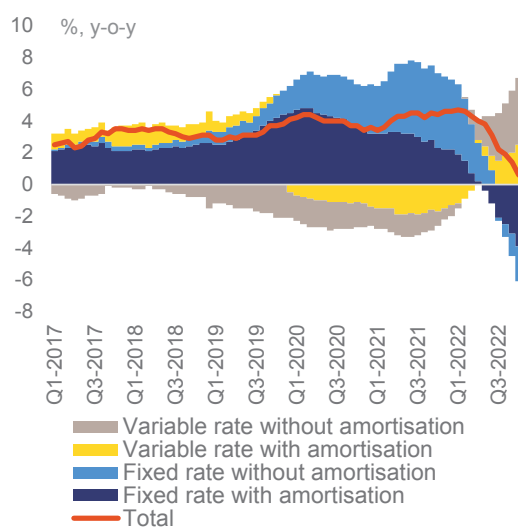 %, y-o-y
10
8
6
4
2
0
-2
-4
-6
-8
Q1-2017
Q3-2017
Q1-2018
Q3-2018
Q1-2019
Q3-2019
Q1-2020
Q3-2020
Q1-2021
Q3-2021
Q1-2022
Q3-2022
Variable rate without amortisation
Variable rate with amortisation
Fixed rate without amortisation
Fixed rate with amortisation
Total